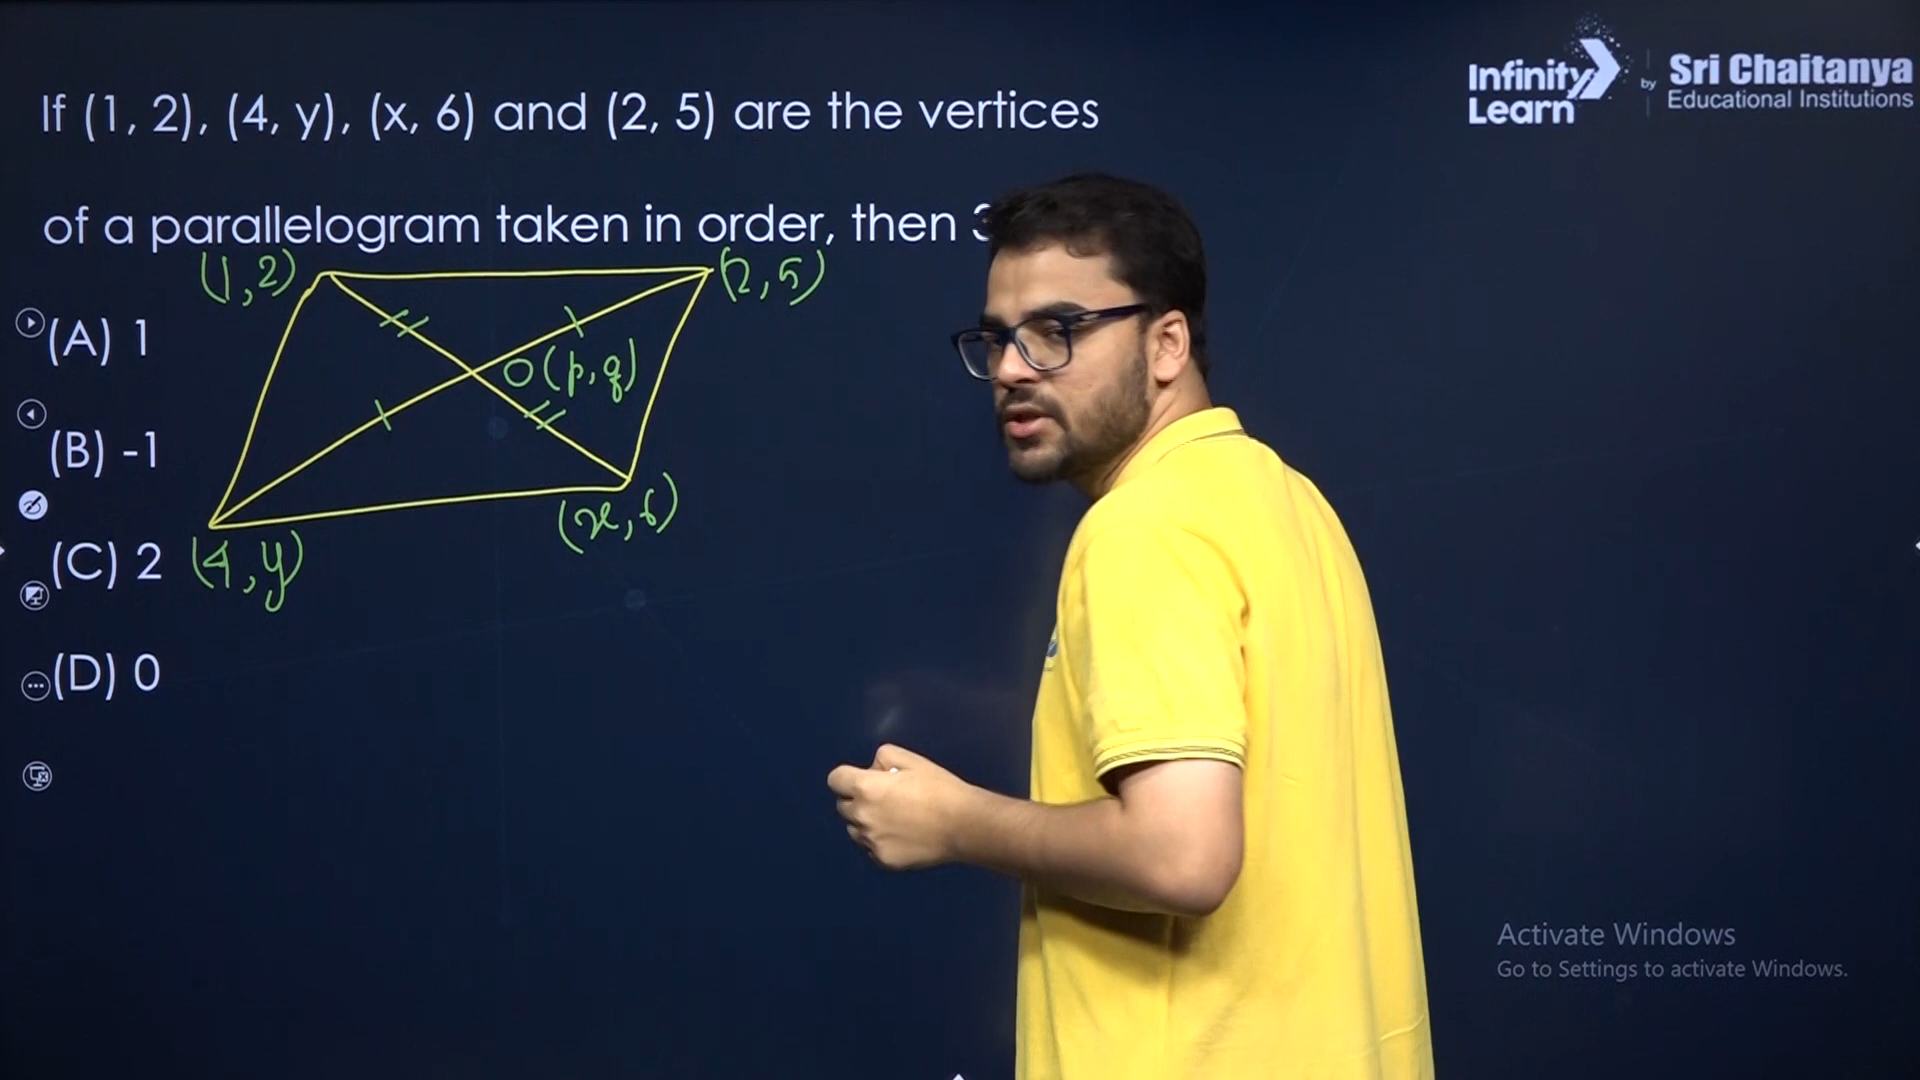 If (1, 2), (4, y), (x, 6) and (2, 5) are the vertices
of a parallelogram taken in order, then 3
(1, 2)
(2, 5)
(A) 1
O(p, q)
(B) -1
(x, 6)
(C) 2
(4, y)
(D) 0
Infinity Learn
by
Sri Chaitanya
Educational Institutions
Activate Windows
Go to Settings to activate Windows.